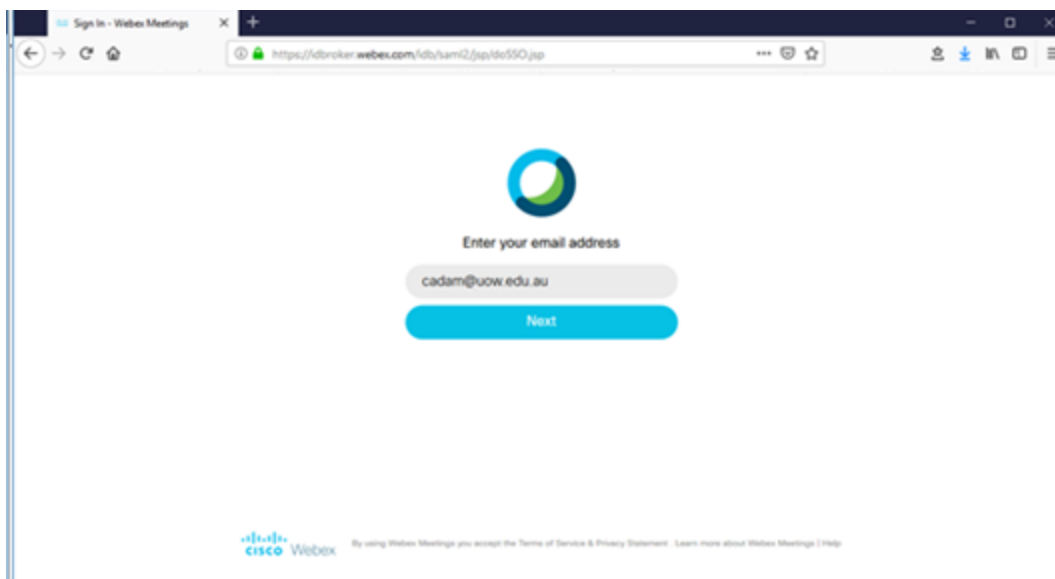 Sign In - Webex Meetings
https://idbroker.webex.com/idb/saml2/jsp/doSSO.jsp
Enter your email address
cadam@uow.edu.au
Next
cisco Webex
By using Webex Meetings you accept the Terms of Service & Privacy Statement . Learn more about Webex Meetings | Help